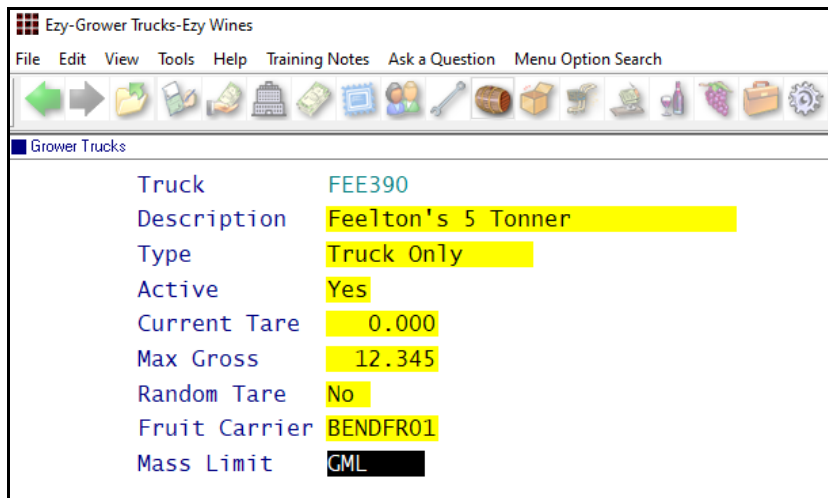 Ezy-Grower Trucks-Ezy Wines
File Edit View Tools Help Training Notes Ask a Question Menu Option Search
Grower Trucks
Truck FEE390
Description Feelton's 5 Tonner
Type Truck Only
Active Yes
Current Tare 0.000
Max Gross 12.345
Random Tare No
Fruit Carrier BENDFR01
Mass Limit GML